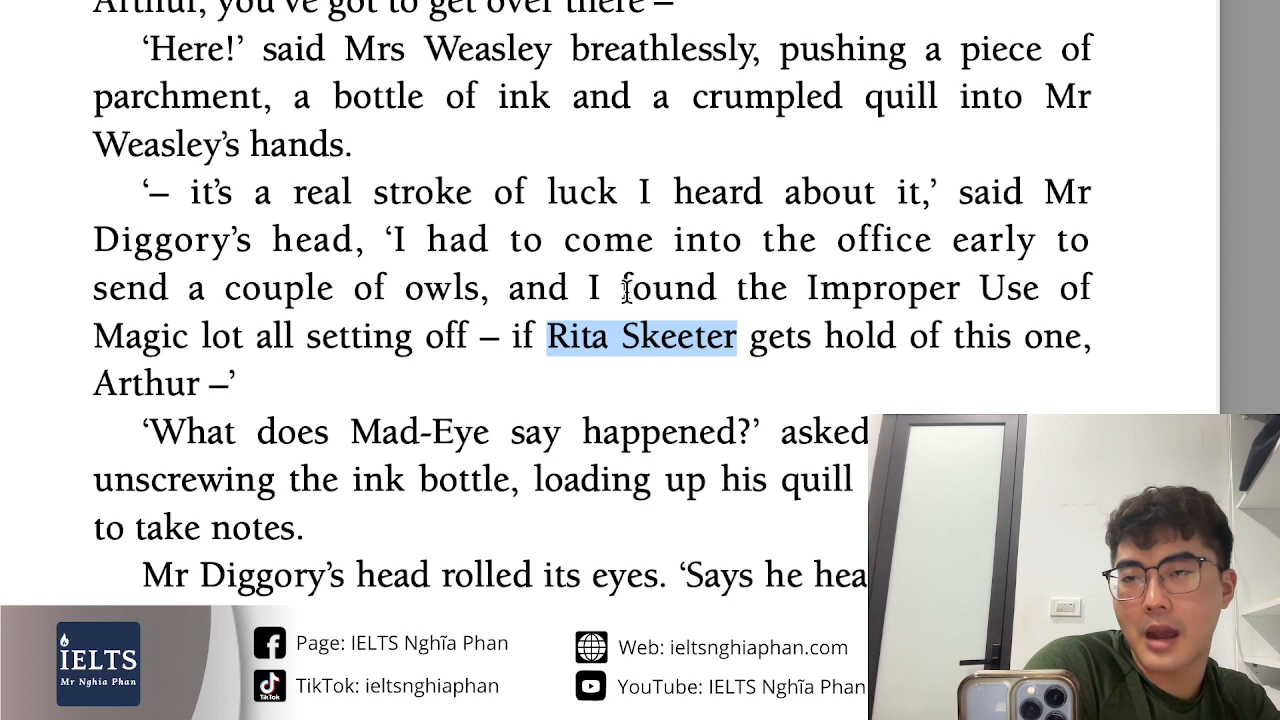 Arthur, you've got to get over there –'
‘Here!’ said Mrs Weasley breathlessly, pushing a piece of
parchment, a bottle of ink and a crumpled quill into Mr
Weasley’s hands.
‘– it’s a real stroke of luck I heard about it,’ said Mr
Diggory’s head, ‘I had to come into the office early to
send a couple of owls, and I found the Improper Use of
Magic lot all setting off – if Rita Skeeter gets hold of this one,
Arthur –’
‘What does Mad-Eye say happened?’ asked
unscrewing the ink bottle, loading up his quill
to take notes.
Mr Diggory’s head rolled its eyes. ‘Says he hea
IELTS
Mr Nghia Phan
Page: IELTS Nghĩa Phan
TikTok
TikTok: ieltsnghiaphan
Web: ieltsnghiaphan.com
YouTube: IELTS Nghĩa Phan